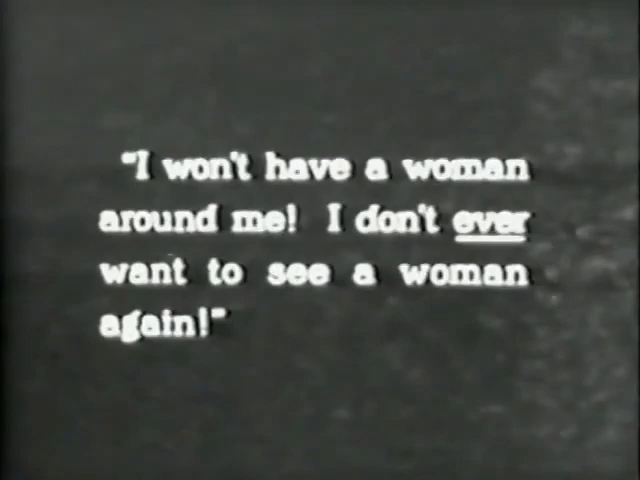 "I won't have a woman
around me! I don't ever
want to see a woman
again!"